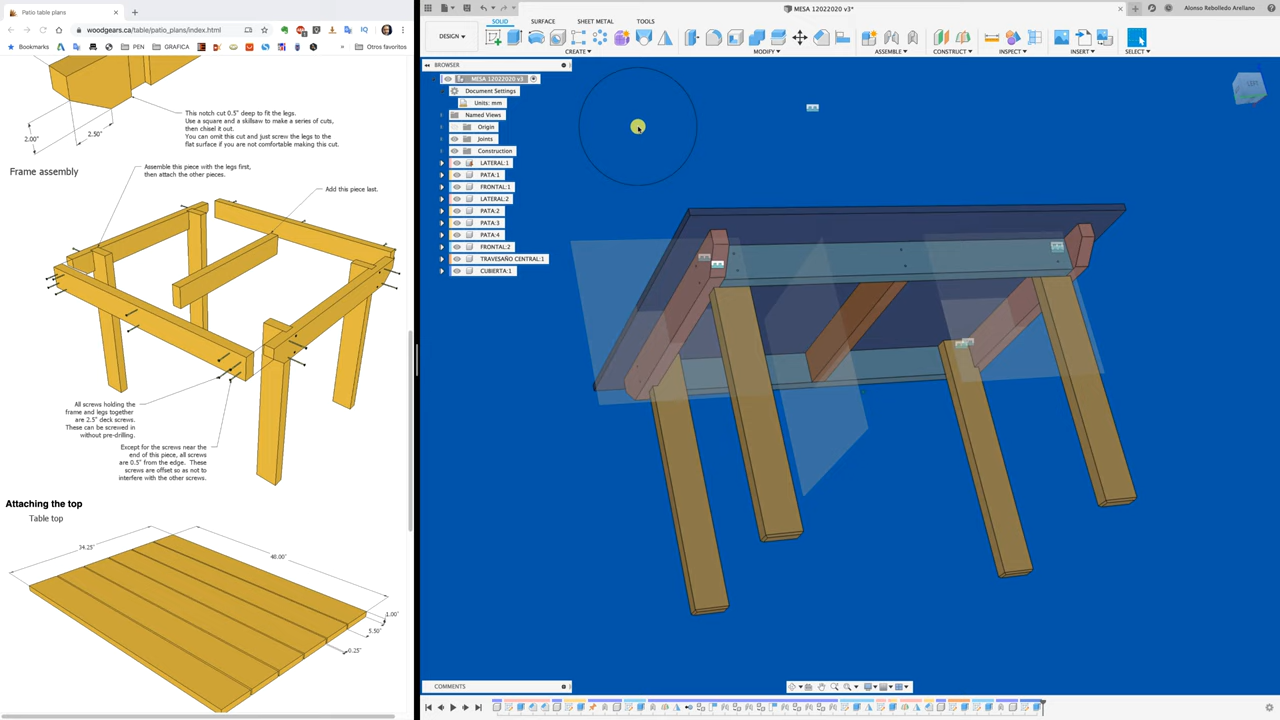 Patio table plans
woodgears.ca/table/patio_plans/index.html
Bookmarks
PEN
GRAFICA
Otros favoritos
2.00"
2.50"
This notch cut 0.5" deep to fit the legs.
Use a square and a skillsaw to make a series of cuts,
then chisel it out.
You can omit this cut and just screw the legs to the
flat surface if you are not comfortable making this cut.
Frame assembly
Assemble this piece with the legs first,
then attach the other pieces.
Add this piece last.
All screws holding the
frame and legs together
are 2.5" deck screws.
These can be screwed in
without pre-drilling.
Except for the screws near the
end of this piece, all screws
are 0.5" from the edge. These
screws are offset so as not to
interfere with the other screws.
Attaching the top
Table top
34.25"
40.00"
1.00"
5.50"
0.25"
MESA 12022020 v3*
Alonso Rebolledo Arellano
SOLID
SURFACE
SHEET METAL
TOOLS
DESIGN
CREATE
MODIFY
ASSEMBLE
CONSTRUCT
INSPECT
INSERT
SELECT
BROWSER
MESA 12022020 v3
Document Settings
Units: mm
Named Views
Origin
Joints
Construction
LATERAL:1
PATA:1
FRONTAL:1
LATERAL:2
PATA:2
PATA:3
PATA:4
FRONTAL:2
TRAVESAÑO CENTRAL:1
CUBIERTA:1
LEFT
COMMENTS